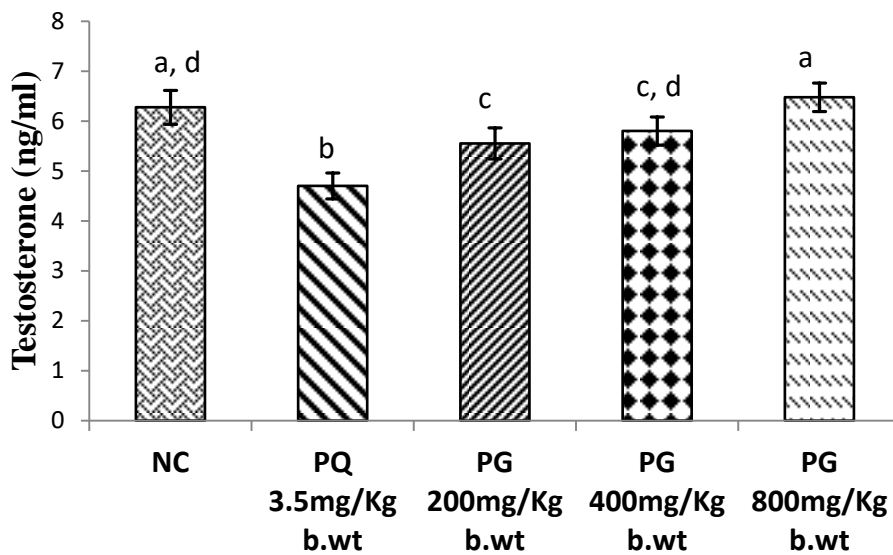 Testosterone (ng/ml)
8
7
6
5
4
3
2
1
0
a, d
b
c
c, d
a
NC
PQ
3.5mg/Kg
b.wt
PG
200mg/Kg
b.wt
PG
400mg/Kg
b.wt
PG
800mg/Kg
b.wt